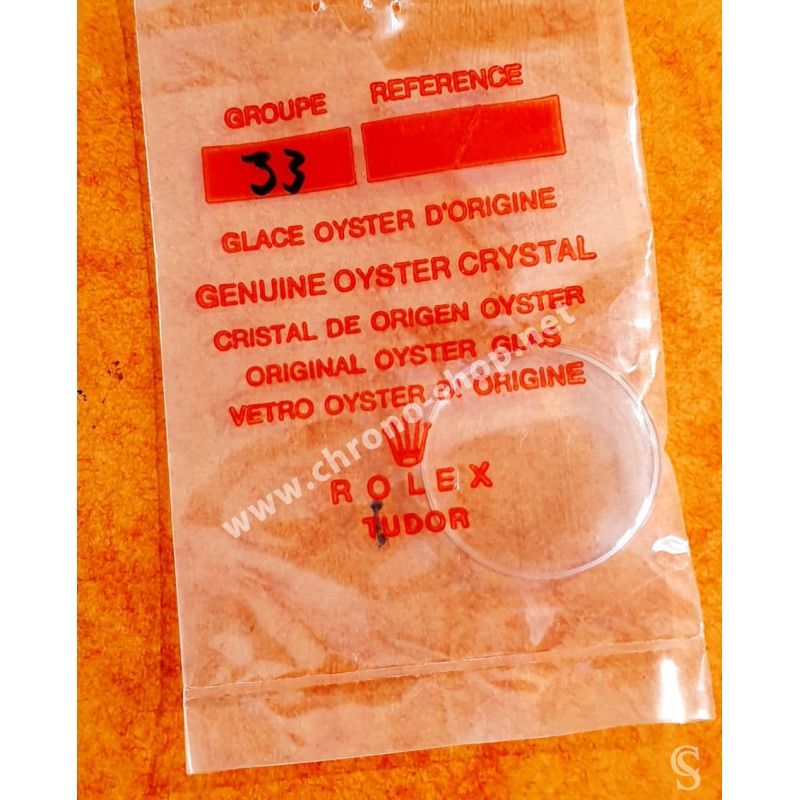 GROUPE REFERENCE
33
GLACE OYSTER D'ORIGINE
GENUINE OYSTER CRYSTAL
CRISTAL DE ORIGEN OYSTER
ORIGINAL OYSTER GLAS
VETRO OYSTER DI ORIGINE
ROLEX
TUDOR
www.chrono-shop.net